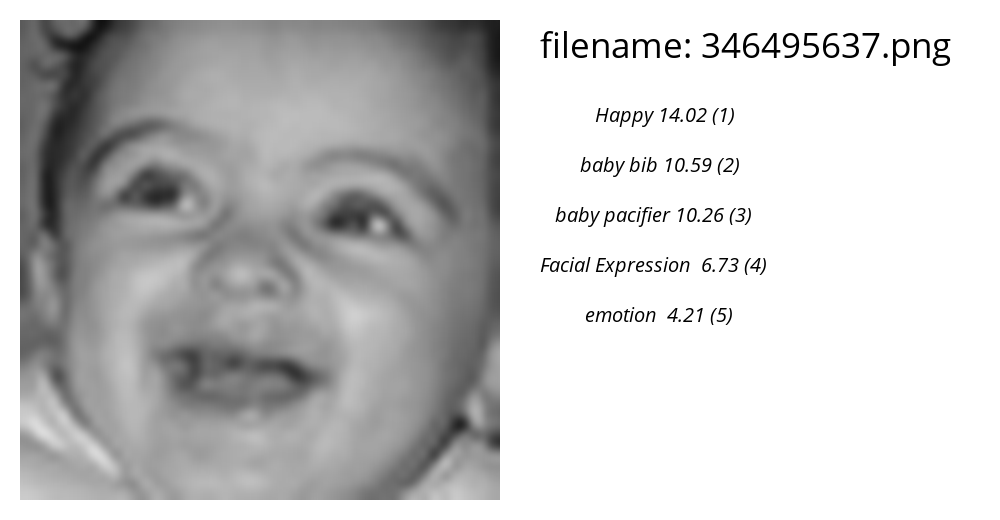 filename: 346495637.png
Happy 14.02 (1)
baby bib 10.59 (2)
baby pacifier 10.26 (3)
Facial Expression  6.73 (4)
emotion  4.21 (5)